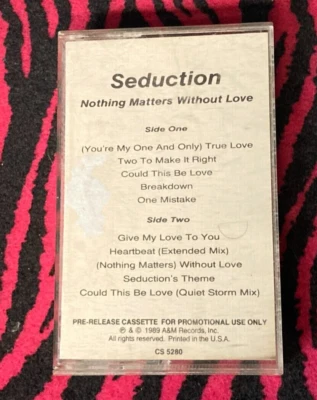 Seduction
Nothing Matters Without Love
Side One
(You're My One And Only) True Love
Two To Make It Right
Could This Be Love
Breakdown
One Mistake
Side Two
Give My Love To You
Heartbeat (Extended Mix)
(Nothing Matters) Without Love
Seduction's Theme
Could This Be Love (Quiet Storm Mix)
PRE-RELEASE CASSETTE FOR PROMOTIONAL USE ONLY
℗ & © 1989 A&M Records, Inc.
All rights reserved. Printed in the U.S.A.
CS 5280